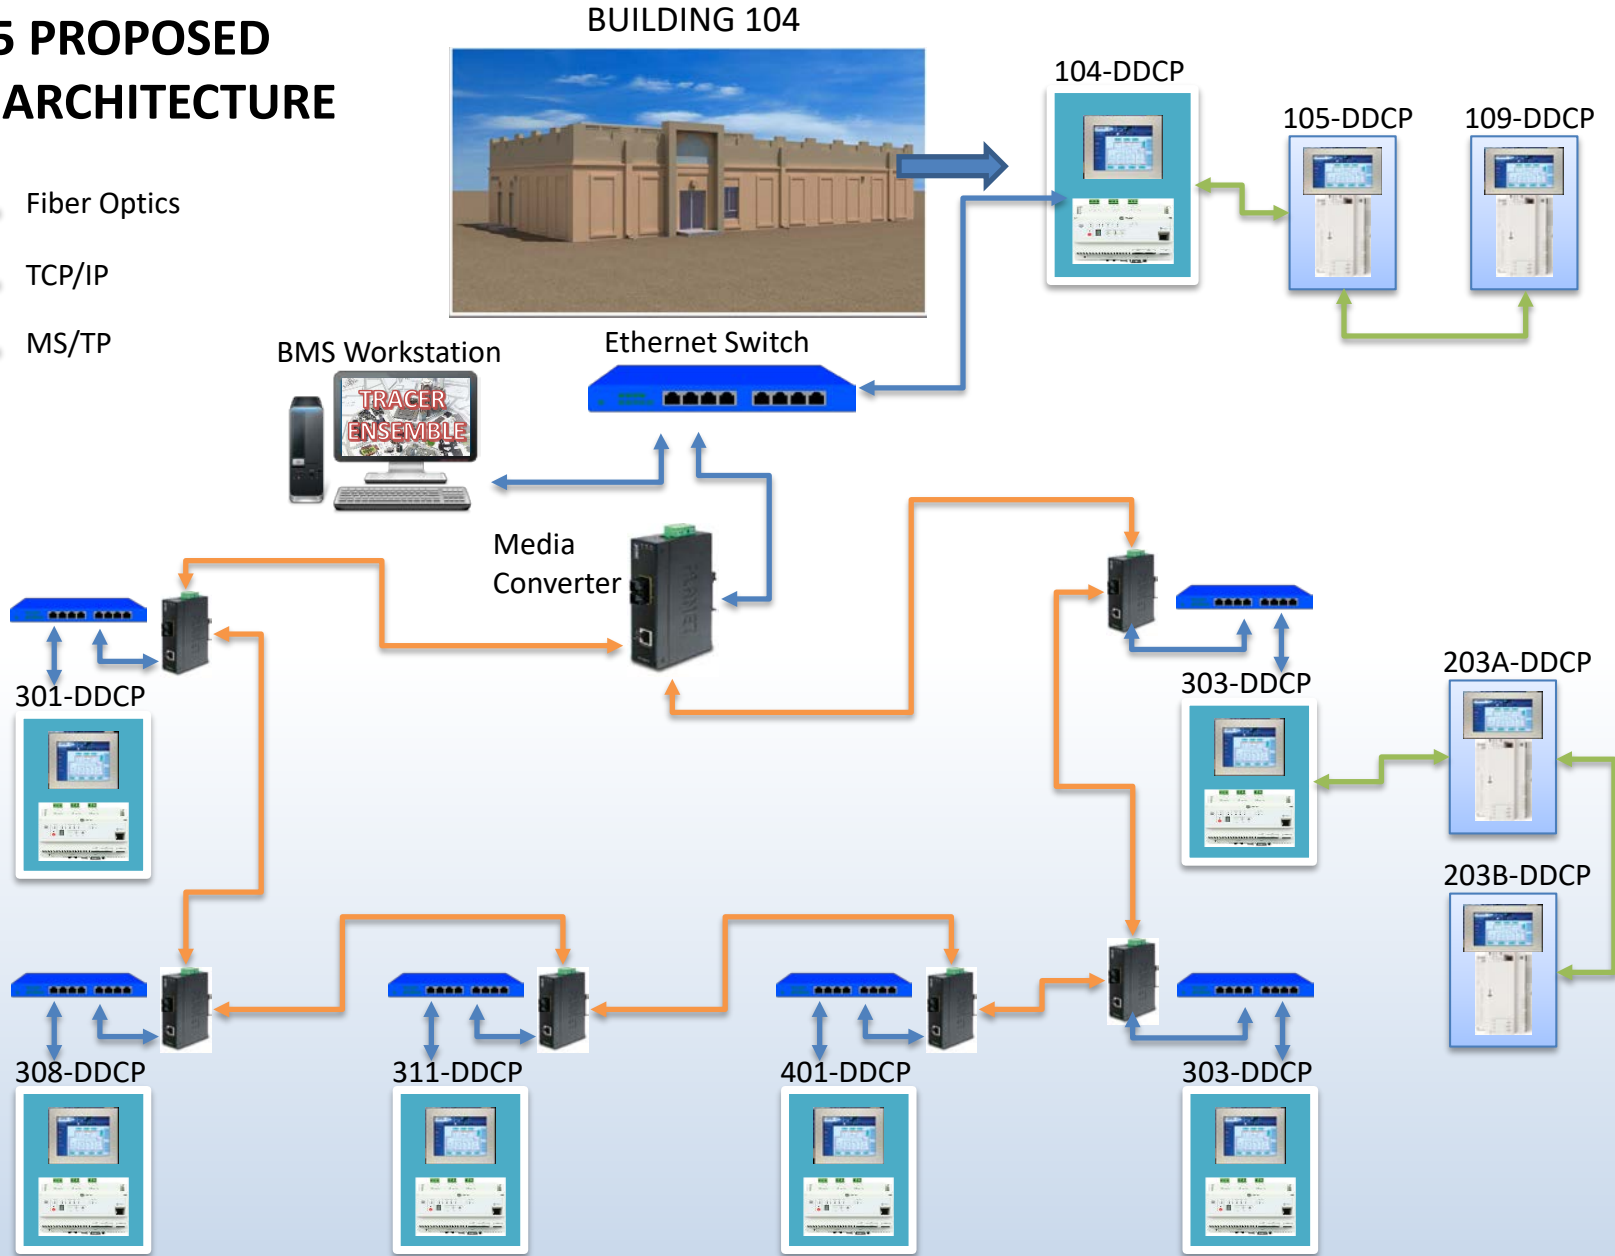 5 PROPOSED
ARCHITECTURE
BUILDING 104
104-DDCP
105-DDCP
109-DDCP
Fiber Optics
TCP/IP
MS/TP
BMS Workstation
Ethernet Switch
TRACER
ENSEMBLE
Media
Converter
PLANET
301-DDCP
303-DDCP
203A-DDCP
203B-DDCP
308-DDCP
311-DDCP
401-DDCP
303-DDCP